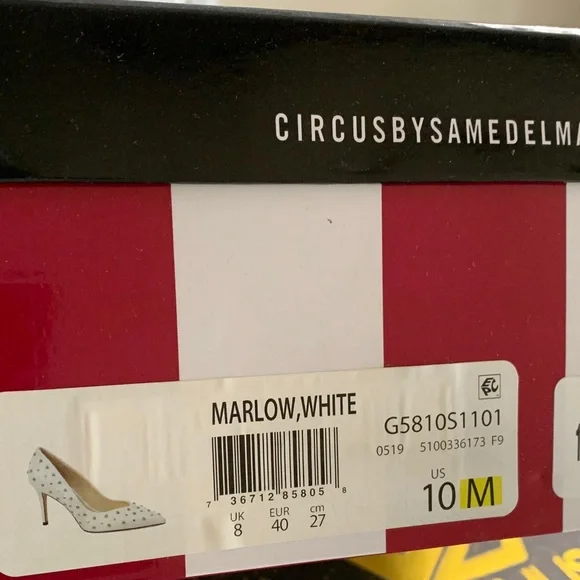 CIRCUSBYSAMEDELMA
MARLOW,WHITE
G5810S1101
0519 5100336173 F9
7 36712 85805 8
UK EUR cm
8 40 27
US
10 M